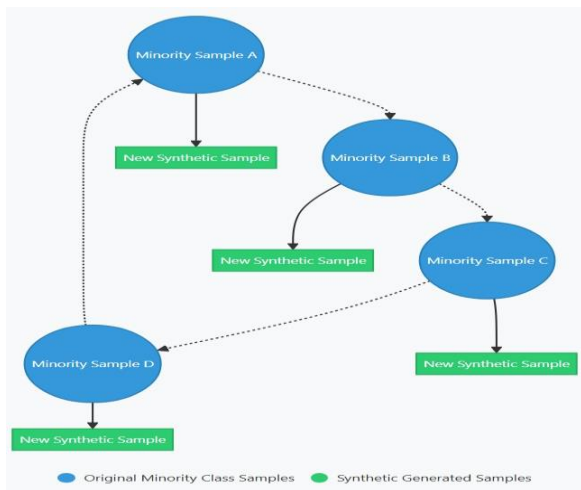 Minority Sample A
New Synthetic Sample
Minority Sample B
New Synthetic Sample
Minority Sample C
Minority Sample D
New Synthetic Sample
New Synthetic Sample
Original Minority Class Samples
Synthetic Generated Samples